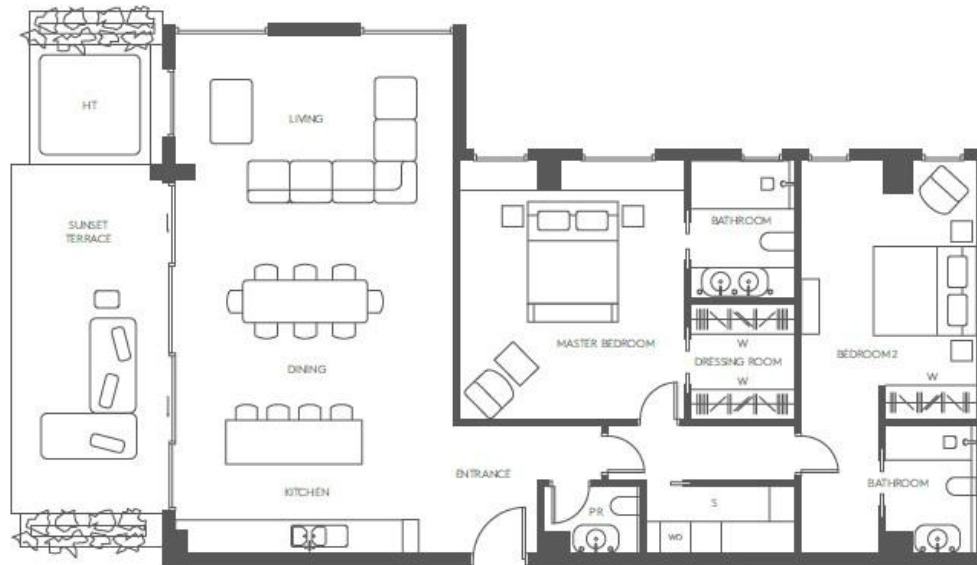 HT
LIVING
SUNSET
TERRACE
BATHROOM
MASTER BEDROOM
W
DRESSING ROOM
W
BEDROOM 2
W
DINING
ENTRANCE
KITCHEN
PR
S
WD
BATHROOM